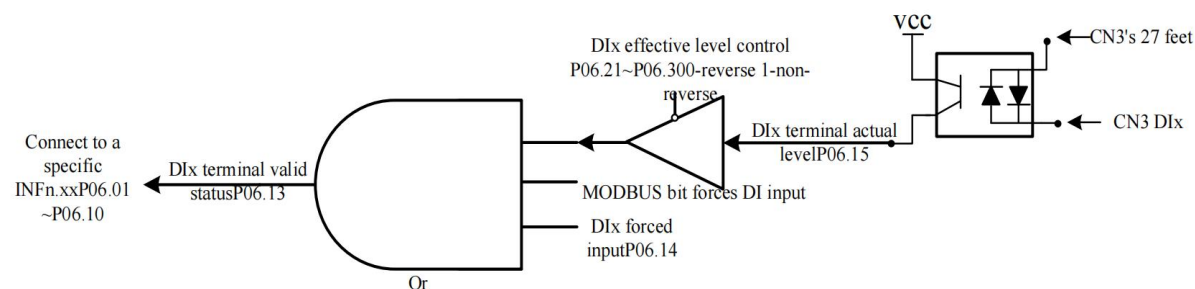 vcc
CN3's 27 feet
DIx effective level control
P06.21~P06.300-reverse 1-non-
reverse
CN3 DIx
DIx terminal actual
levelP06.15
Connect to a
specific
INFn.xxP06.01
~P06.10
DIx terminal valid
statusP06.13
MODBUS bit forces DI input
DIx forced
inputP06.14
Or